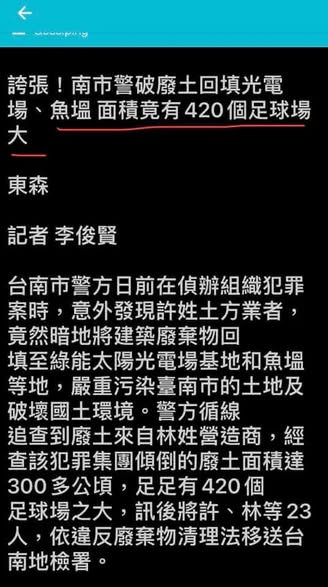 誇張！南市警破廢土回填光電
場、魚塭 面積竟有420個足球場
大
東森
記者 李俊賢
台南市警方日前在偵辦組織犯罪
案時，意外發現許姓土方業者，
竟然暗地將建築廢棄物回
填至綠能太陽光電場基地和魚塭
等地，嚴重污染臺南市的土地及
破壞國土環境。警方循線
追查到廢土來自林姓營造商，經
查該犯罪集團傾倒的廢土面積達
300多公頃，足足有420個
足球場之大，訊後將許、林等23
人，依違反廢棄物清理法移送台
南地檢署。